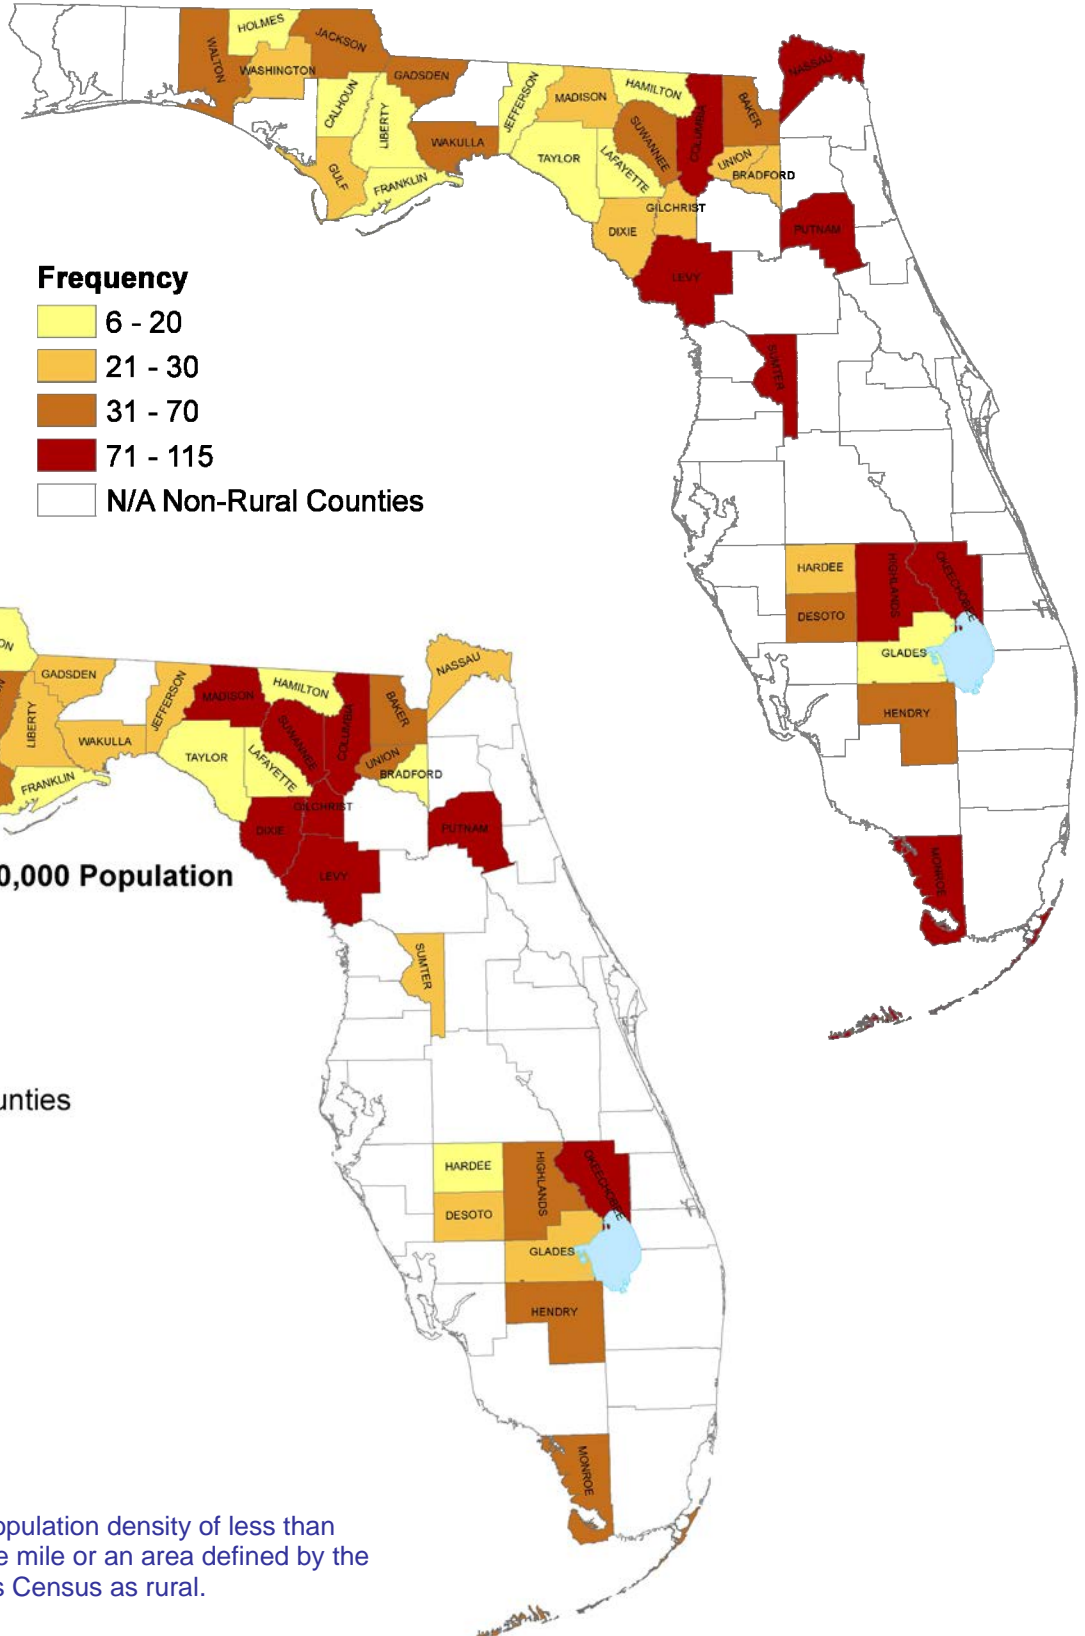 HOLMES
JACKSON
WALTON
WASHINGTON
GADSDEN
CALHOUN
LIBERTY
WAKULLA
GULF
FRANKLIN
JEFFERSON
MADISON
HAMILTON
TAYLOR
LAFAYETTE
SUWANNEE
COLUMBIA
BAKER
NASSAU
UNION
BRADFORD
GILCHRIST
DIXIE
LEVY
PUTNAM
SUMTER
HARDEE
HIGHLANDS
OKEECHOBEE
DESOTO
GLADES
HENDRY
MONROE
Frequency
6 - 20
21 - 30
31 - 70
71 - 115
N/A Non-Rural Counties
ON
N
GADSDEN
LIBERTY
WAKULLA
FRANKLIN
JEFFERSON
MADISON
HAMILTON
TAYLOR
LAFAYETTE
SUWANNEE
COLUMBIA
BAKER
NASSAU
UNION
BRADFORD
GILCHRIST
DIXIE
LEVY
PUTNAM
0,000 Population
SUMTER
unties
HARDEE
HIGHLANDS
OKEECHOBEE
DESOTO
GLADES
HENDRY
MONROE
opulation density of less than
e mile or an area defined by the
s Census as rural.